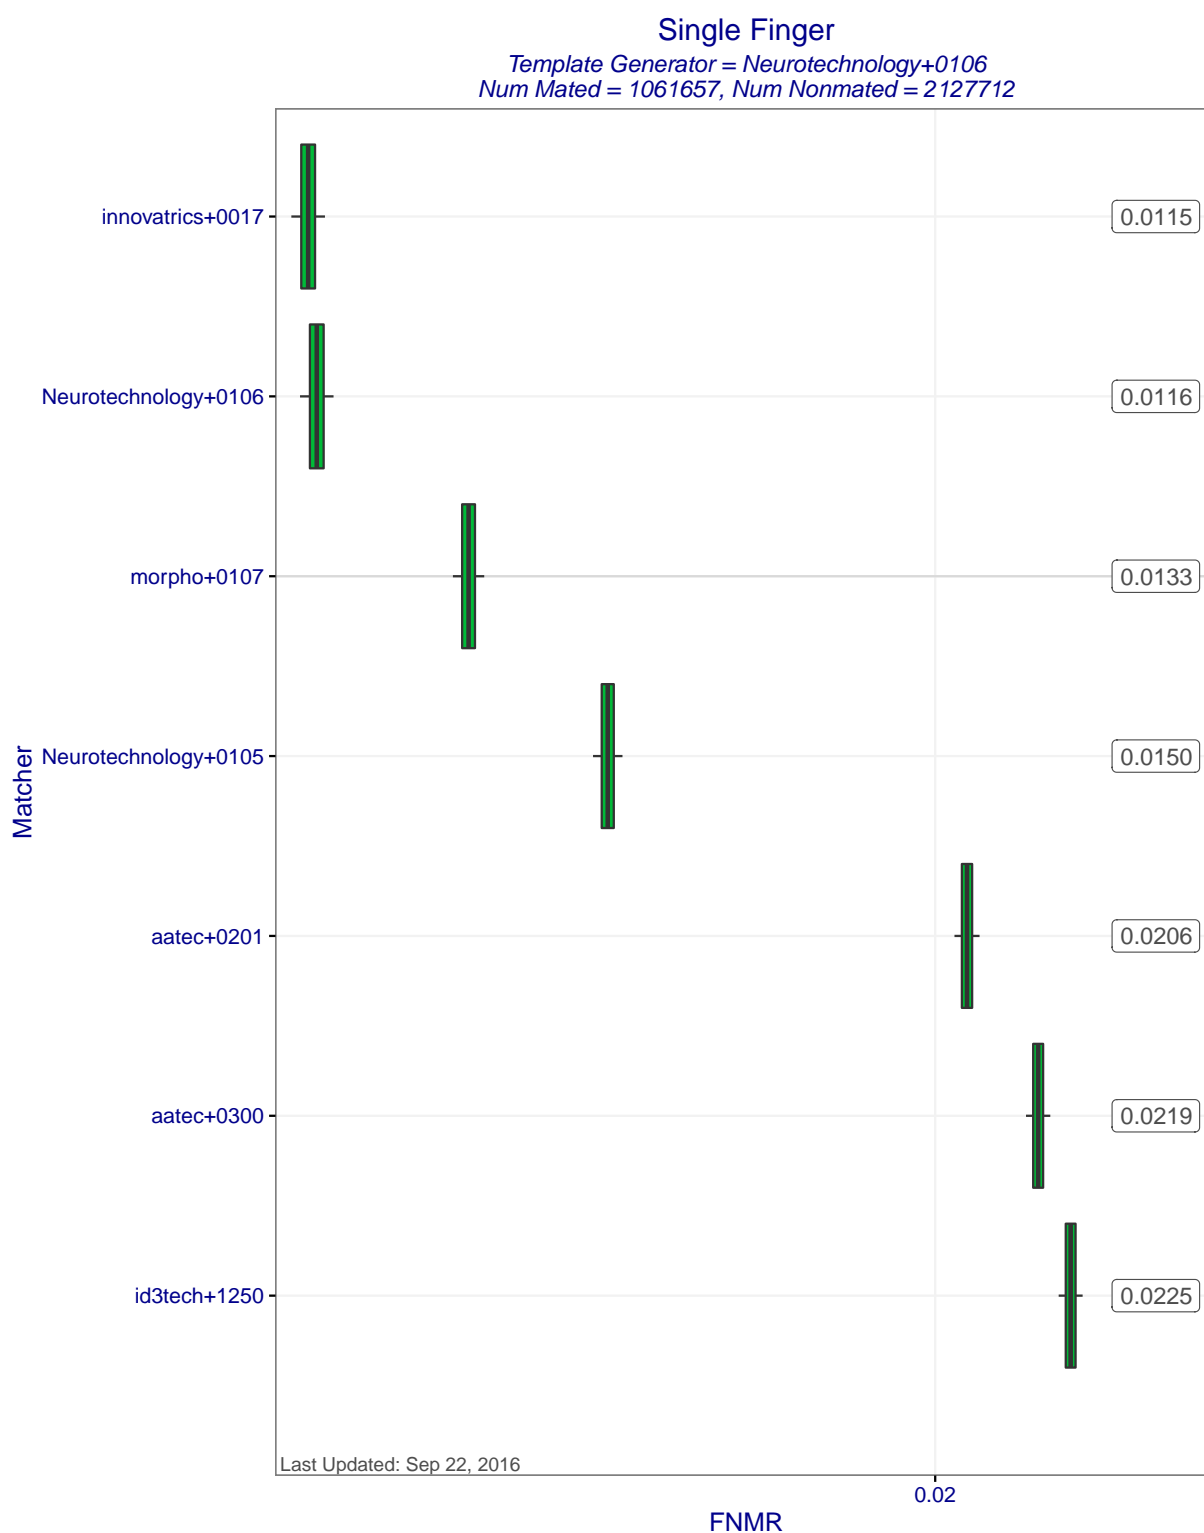 Single Finger
Template Generator = Neurotechnology+0106
Num Mated = 1061657, Num Nonmated = 2127712
innovatrics+0017
0.0115
Neurotechnology+0106
0.0116
morpho+0107
0.0133
Matcher
Neurotechnology+0105
0.0150
aatec+0201
0.0206
aatec+0300
0.0219
id3tech+1250
0.0225
Last Updated: Sep 22, 2016
0.02
FNMR